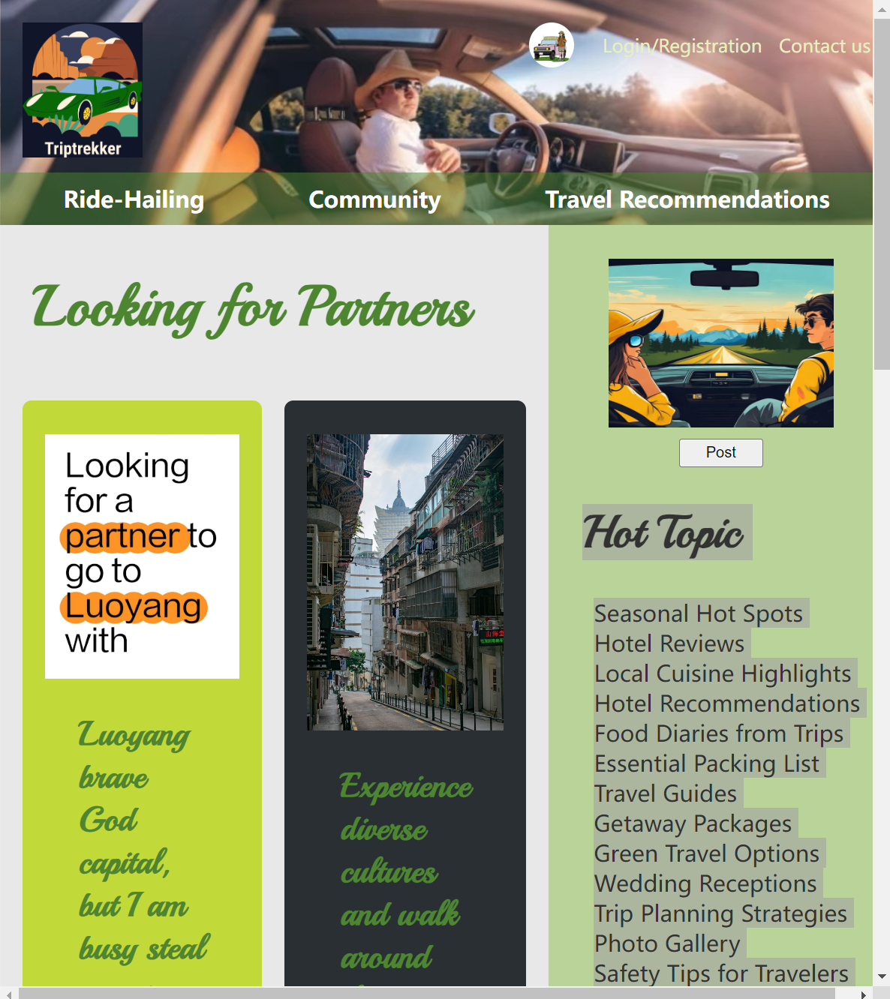 Triptrekker
Login/Registration
Contact us
Ride-Hailing
Community
Travel Recommendations
Looking for Partners
Looking
for a
partner to
go to
Luoyang
with
Luoyang
brave
God
capital,
but I am
busy steal
Experience
diverse
cultures
and walk
around
Post
Hot Topic
Seasonal Hot Spots
Hotel Reviews
Local Cuisine Highlights
Hotel Recommendations
Food Diaries from Trips
Essential Packing List
Travel Guides
Getaway Packages
Green Travel Options
Wedding Receptions
Trip Planning Strategies
Photo Gallery
Safety Tips for Travelers